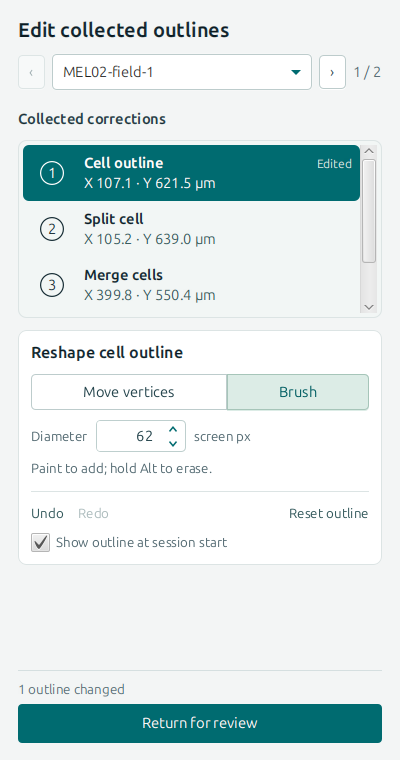 Edit collected outlines
‹ MEL02-field-1 › 1 / 2
Collected corrections
1 Cell outline Edited
X 107.1 · Y 621.5 µm
2 Split cell
X 105.2 · Y 639.0 µm
3 Merge cells
X 399.8 · Y 550.4 µm
Reshape cell outline
Move vertices Brush
Diameter 62 screen px
Paint to add; hold Alt to erase.
Undo Redo Reset outline
Show outline at session start
1 outline changed
Return for review